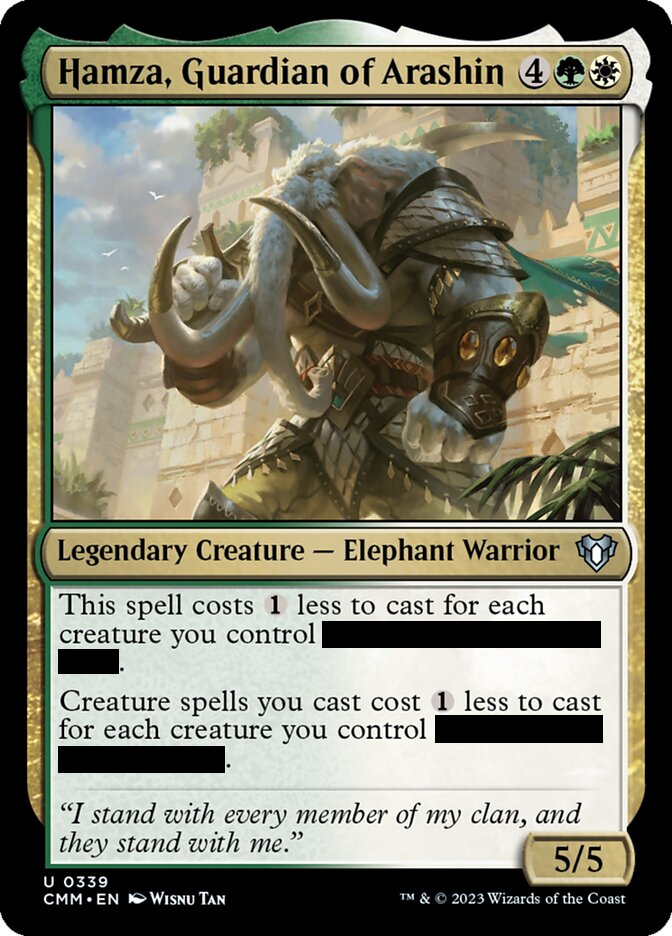 Hamza, Guardian of Arashin 4
Legendary Creature — Elephant Warrior
This spell costs 1 less to cast for each
creature you control
.
Creature spells you cast cost 1 less to cast
for each creature you control
.
“I stand with every member of my clan, and
they stand with me.”
5/5
U 0339
CMM • EN Wisnu Tan
™ & © 2023 Wizards of the Coast